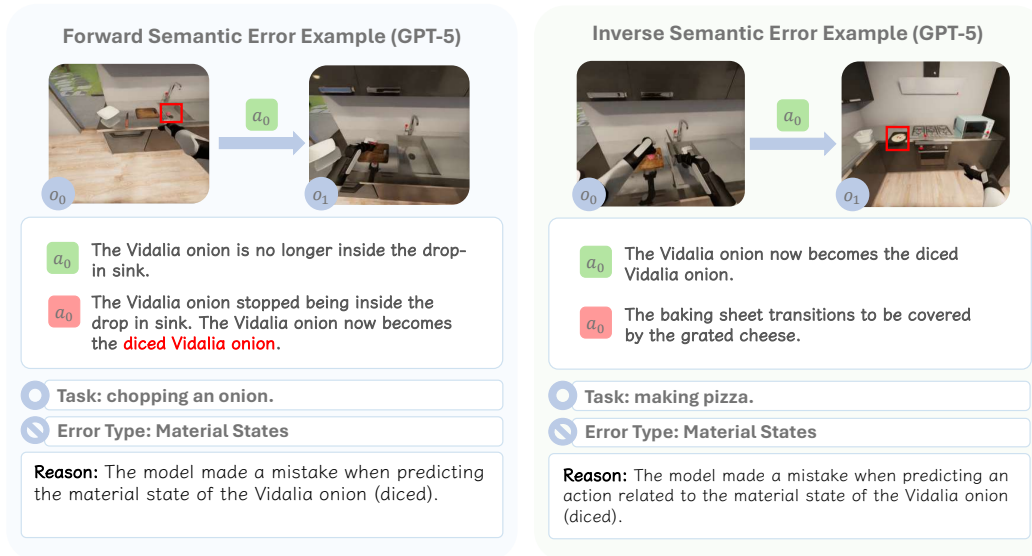 Forward Semantic Error Example (GPT-5)
a₀
o₀
o₁
a₀ The Vidalia onion is no longer inside the drop-
in sink.
a₀ The Vidalia onion stopped being inside the
drop in sink. The Vidalia onion now becomes
the diced Vidalia onion.
Task: chopping an onion.
Error Type: Material States
Reason: The model made a mistake when predicting
the material state of the Vidalia onion (diced).
Inverse Semantic Error Example (GPT-5)
a₀
o₀
o₁
a₀ The Vidalia onion now becomes the diced
Vidalia onion.
a₀ The baking sheet transitions to be covered
by the grated cheese.
Task: making pizza.
Error Type: Material States
Reason: The model made a mistake when predicting an
action related to the material state of the Vidalia onion
(diced).